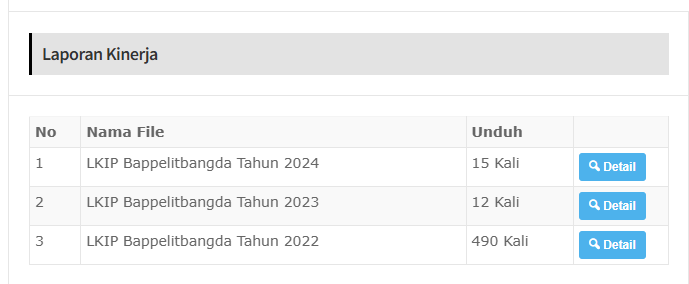 Laporan Kinerja
No Nama File Unduh
1 LKIP Bappelitbangda Tahun 2024 15 Kali Detail
2 LKIP Bappelitbangda Tahun 2023 12 Kali Detail
3 LKIP Bappelitbangda Tahun 2022 490 Kali Detail